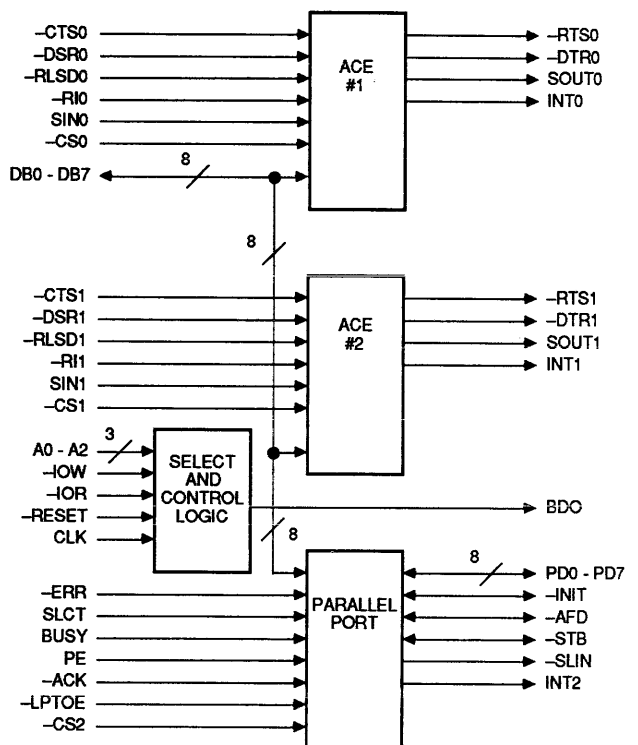 –CTS0
–DSR0
–RLSD0
–RI0
SIN0
–CS0
DB0 - DB7
8
ACE
#1
–RTS0
–DTR0
SOUT0
INT0
8
–CTS1
–DSR1
–RLSD1
–RI1
SIN1
–CS1
ACE
#2
–RTS1
–DTR1
SOUT1
INT1
A0 - A2
3
–IOW
–IOR
–RESET
CLK
SELECT
AND
CONTROL
LOGIC
BDO
8
–ERR
SLCT
BUSY
PE
–ACK
–LPTOE
–CS2
PARALLEL
PORT
8
PD0 - PD7
–INIT
–AFD
–STB
–SLIN
INT2